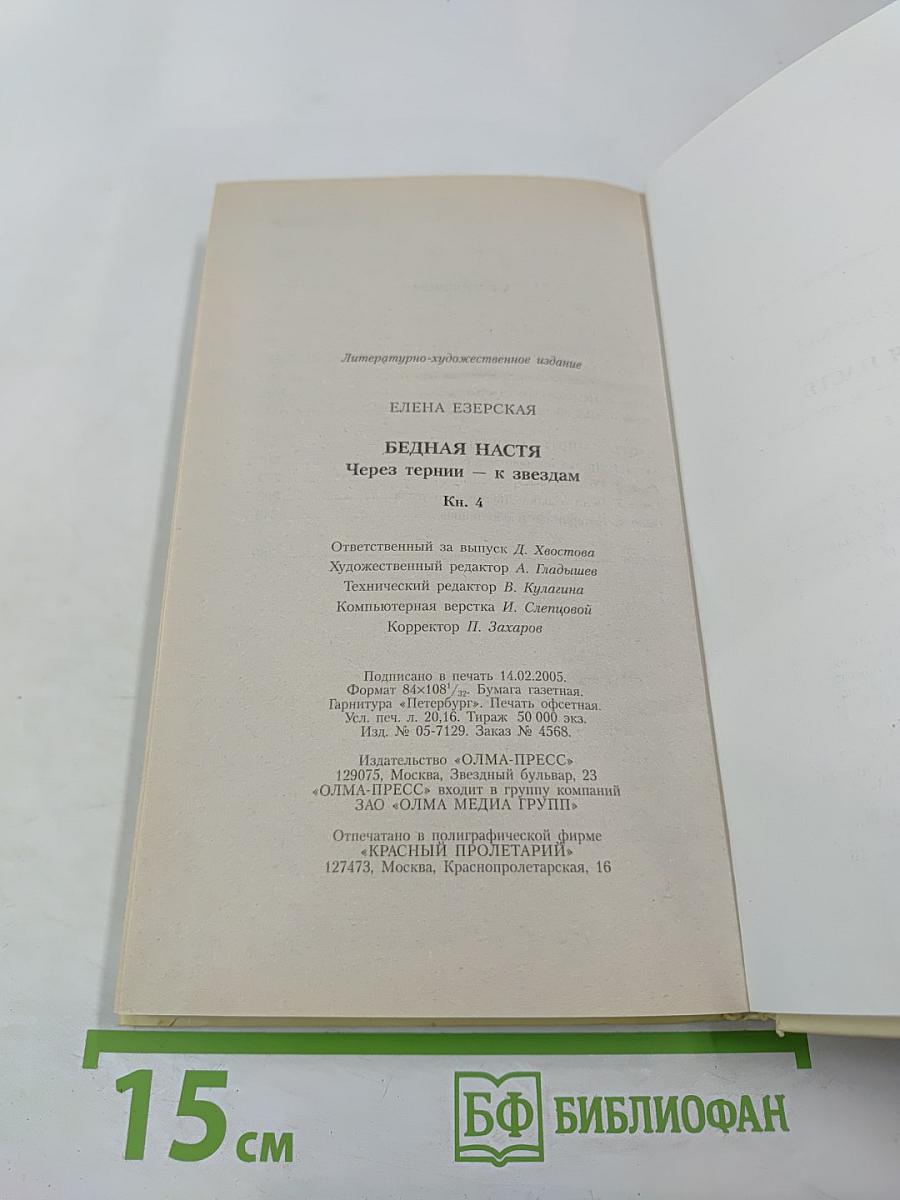 Литературно-художественное издание
ЕЛЕНА ЕЗЕРСКАЯ
БЕДНАЯ НАСТЯ
Через тернии — к звездам
Кн. 4
Ответственный за выпуск Д. Хвостова
Художественный редактор А. Гладышев
Технический редактор В. Кулагина
Компьютерная верстка И. Слепцовой
Корректор П. Захаров
Подписано в печать 14.02.2005.
Формат 84×108¹/₃₂. Бумага газетная.
Гарнитура «Петербург». Печать офсетная.
Усл. печ. л. 20,16. Тираж 50 000 экз.
Изд. № 05-7129. Заказ № 4568.
Издательство «ОЛМА-ПРЕСС»
129075, Москва, Звездный бульвар, 23
«ОЛМА-ПРЕСС» входит в группу компаний
ЗАО «ОЛМА МЕДИА ГРУПП»
Отпечатано в полиграфической фирме
«КРАСНЫЙ ПРОЛЕТАРИЙ»
127473, Москва, Краснопролетарская, 16
15 см
БФ БИБЛИОФАН